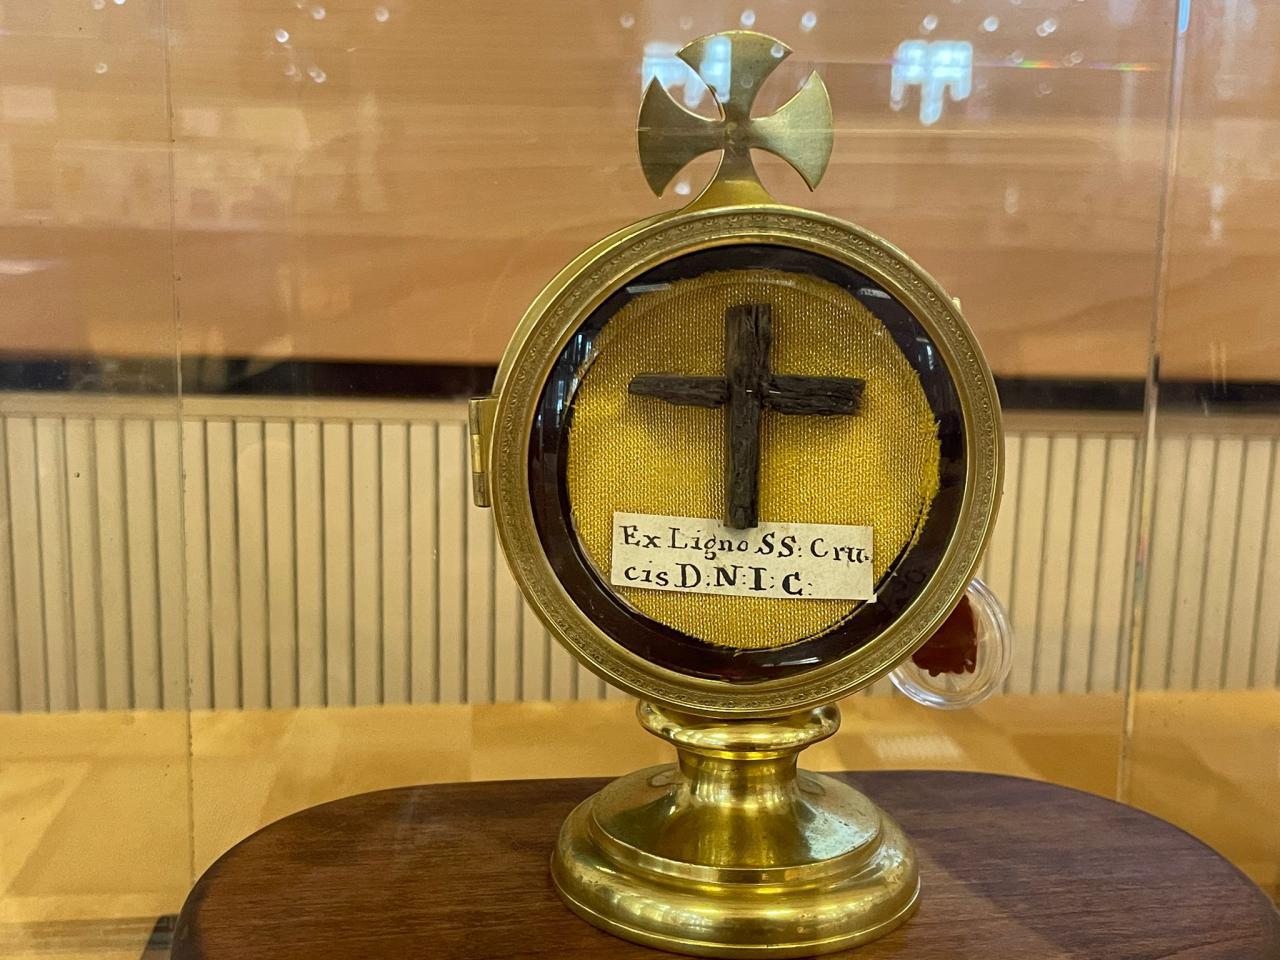 Ex Ligno SS: Cru-
cis D:N:I: C: